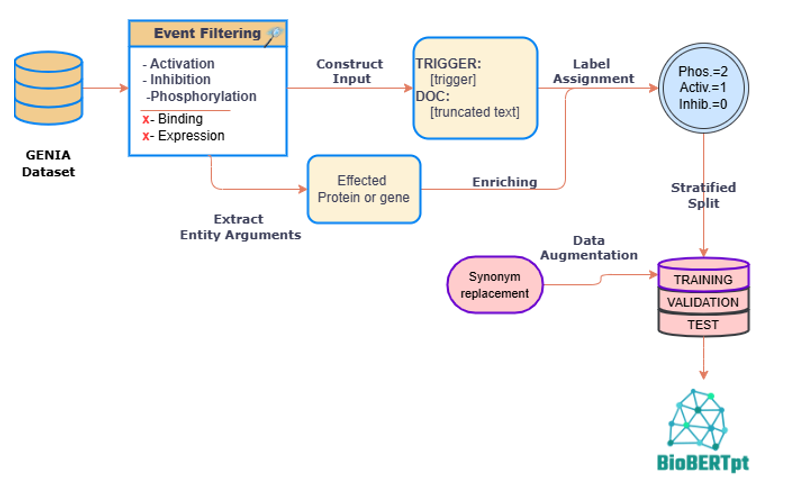 Event Filtering
- Activation
- Inhibition
-Phosphorylation
x- Binding
x- Expression
GENIA
Dataset
Construct
Input
TRIGGER:
[trigger]
DOC:
[truncated text]
Label
Assignment
Phos.=2
Activ.=1
Inhib.=0
Extract
Entity Arguments
Effected
Protein or gene
Enriching
Stratified
Split
Data
Augmentation
Synonym
replacement
TRAINING
VALIDATION
TEST
BioBERTpt